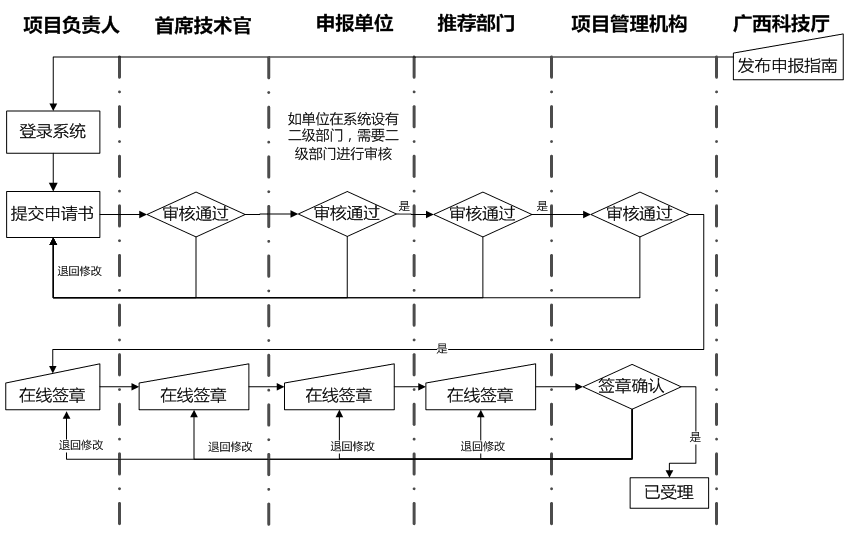 项目负责人
首席技术官
申报单位
推荐部门
项目管理机构
广西科技厅
发布申报指南
登录系统
如单位在系统设有
二级部门，需要二
级部门进行审核
提交申请书
审核通过
审核通过
是
审核通过
是
审核通过
退回修改
是
在线签章
在线签章
在线签章
在线签章
签章确认
退回修改
退回修改
退回修改
退回修改
是
已受理